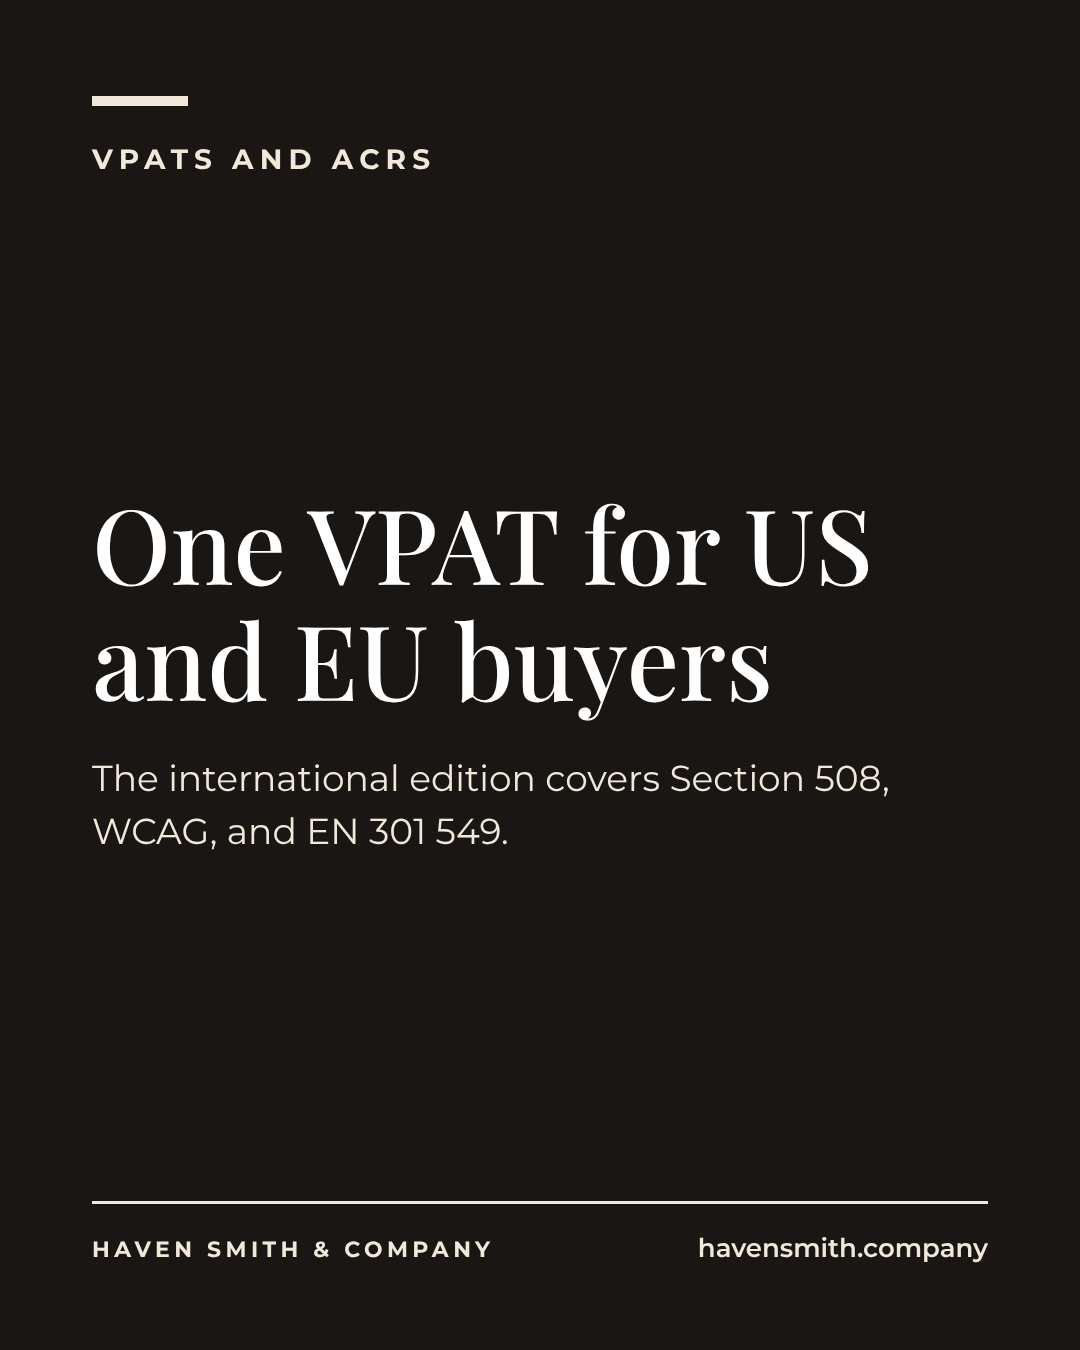 VPATS AND ACRS
One VPAT for US
and EU buyers
The international edition covers Section 508,
WCAG, and EN 301 549.
HAVEN SMITH & COMPANY
havensmith.company